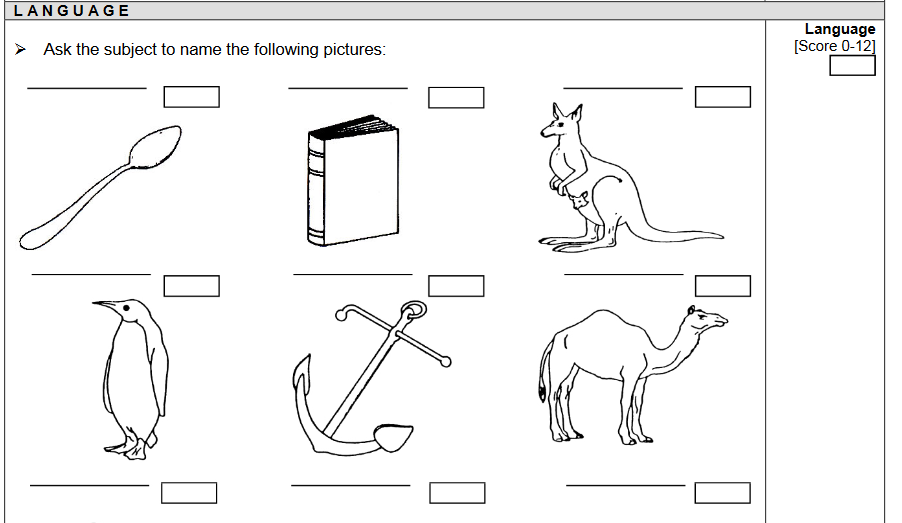 LANGUAGE
➢ Ask the subject to name the following pictures:
Language
[Score 0-12]